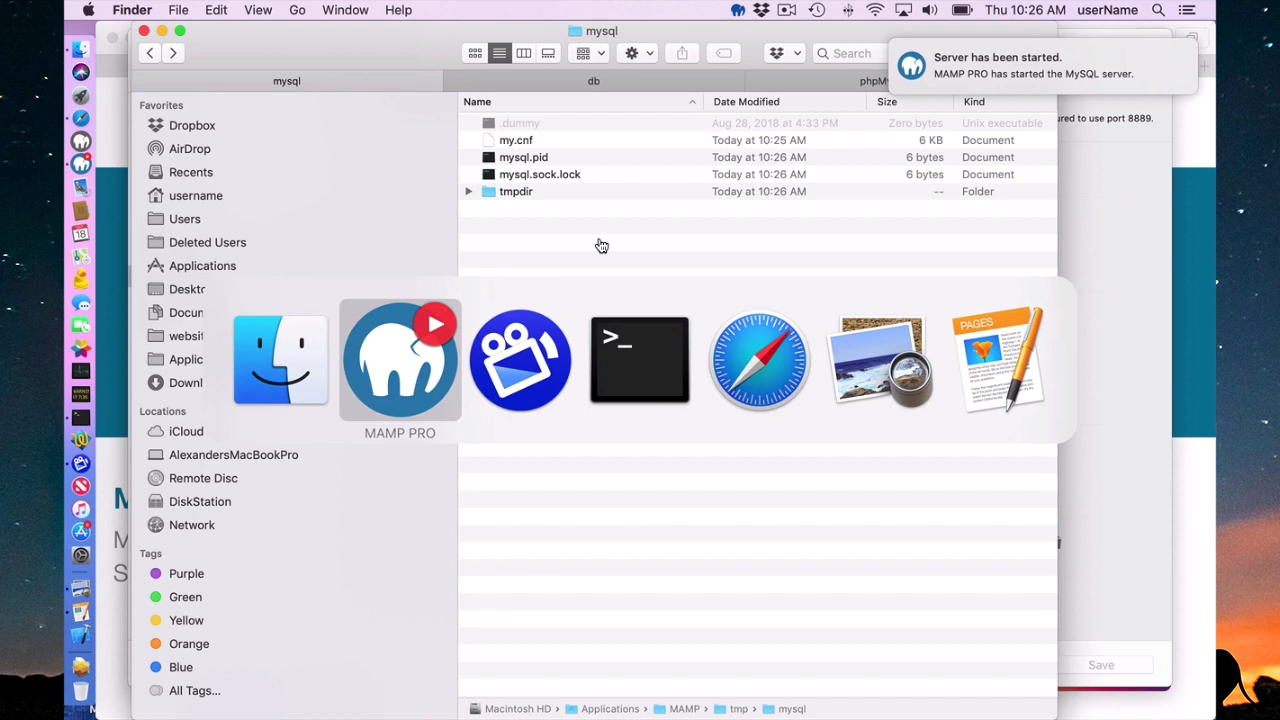 Finder File Edit View Go Window Help Thu 10:26 AM userName
mysql
Search
Server has been started.
MAMP PRO has started the MySQL server.
mysql db phpMy
Favorites
Dropbox
AirDrop
Recents
username
Users
Deleted Users
Applications
Deskto
Docun
websit
Applic
Downl
Locations
iCloud
AlexandersMacBookPro
Remote Disc
DiskStation
Network
Tags
Purple
Green
Yellow
Orange
Blue
All Tags...
Name Date Modified Size Kind
.dummy Aug 28, 2018 at 4:33 PM Zero bytes Unix executable
my.cnf Today at 10:25 AM 6 KB Document
mysql.pid Today at 10:26 AM 6 bytes Document
mysql.sock.lock Today at 10:26 AM 6 bytes Document
tmpdir Today at 10:26 AM -- Folder
ured to use port 8889.
>_
PAGES
MAMP PRO
Save
Macintosh HD Applications MAMP tmp mysql